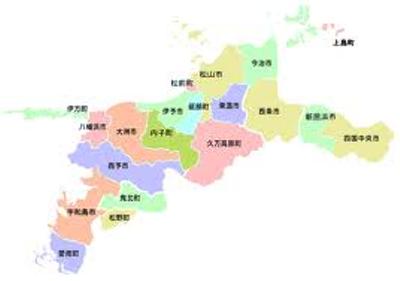 上島町
今治市
松山市
松前町
砥部町
東温市
西条市
新居浜市
四国中央市
伊予市
伊方町
八幡浜市
大洲市
内子町
久万高原町
西予市
鬼北町
宇和島市
松野町
愛南町